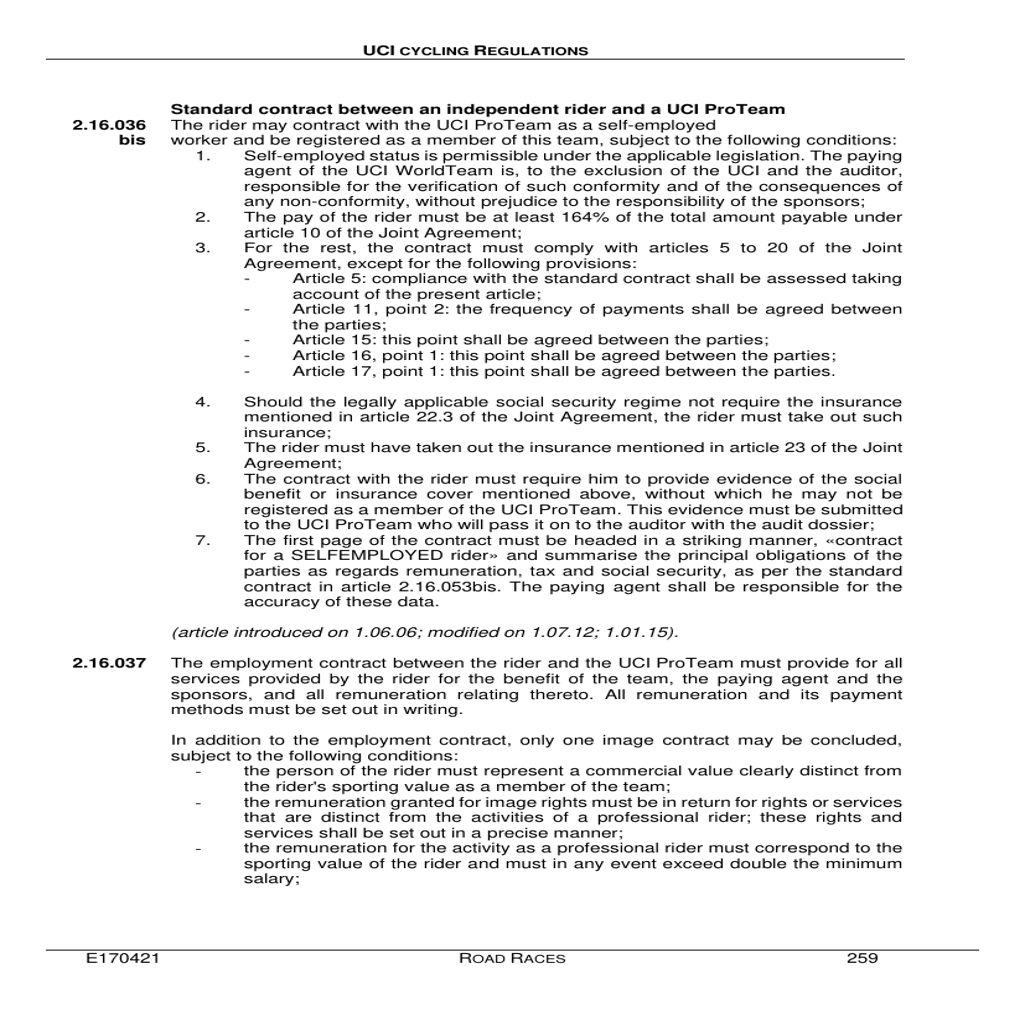 UCI CYCLING REGULATIONS
Standard contract between an independent rider and a UCI ProTeam
2.16.036 The rider may contract with the UCI ProTeam as a self-employed
bis worker and be registered as a member of this team, subject to the following conditions:
1. Self-employed status is permissible under the applicable legislation. The paying
agent of the UCI WorldTeam is, to the exclusion of the UCI and the auditor,
responsible for the verification of such conformity and of the consequences of
any non-conformity, without prejudice to the responsibility of the sponsors;
2. The pay of the rider must be at least 164% of the total amount payable under
article 10 of the Joint Agreement;
3. For the rest, the contract must comply with articles 5 to 20 of the Joint
Agreement, except for the following provisions:
- Article 5: compliance with the standard contract shall be assessed taking
account of the present article;
- Article 11, point 2: the frequency of payments shall be agreed between
the parties;
- Article 15: this point shall be agreed between the parties;
- Article 16, point 1: this point shall be agreed between the parties;
- Article 17, point 1: this point shall be agreed between the parties.
4. Should the legally applicable social security regime not require the insurance
mentioned in article 22.3 of the Joint Agreement, the rider must take out such
insurance;
5. The rider must have taken out the insurance mentioned in article 23 of the Joint
Agreement;
6. The contract with the rider must require him to provide evidence of the social
benefit or insurance cover mentioned above, without which he may not be
registered as a member of the UCI ProTeam. This evidence must be submitted
to the UCI ProTeam who will pass it on to the auditor with the audit dossier;
7. The first page of the contract must be headed in a striking manner, «contract
for a SELFEMPLOYED rider» and summarise the principal obligations of the
parties as regards remuneration, tax and social security, as per the standard
contract in article 2.16.053bis. The paying agent shall be responsible for the
accuracy of these data.
(article introduced on 1.06.06; modified on 1.07.12; 1.01.15).
2.16.037 The employment contract between the rider and the UCI ProTeam must provide for all
services provided by the rider for the benefit of the team, the paying agent and the
sponsors, and all remuneration relating thereto. All remuneration and its payment
methods must be set out in writing.
In addition to the employment contract, only one image contract may be concluded,
subject to the following conditions:
- the person of the rider must represent a commercial value clearly distinct from
the rider's sporting value as a member of the team;
- the remuneration granted for image rights must be in return for rights or services
that are distinct from the activities of a professional rider; these rights and
services shall be set out in a precise manner;
- the remuneration for the activity as a professional rider must correspond to the
sporting value of the rider and must in any event exceed double the minimum
salary;
E170421 ROAD RACES 259